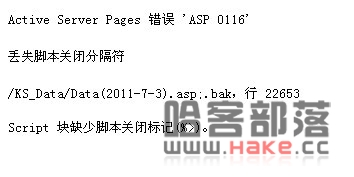 Active Server Pages 错误 'ASP 0116'
丢失脚本关闭分隔符
/KS_Data/Data(2011-7-3).asp;.bak，行 22653
Script 块缺少脚本关闭标记(%>)。
哈客部落
www.Hake.cc